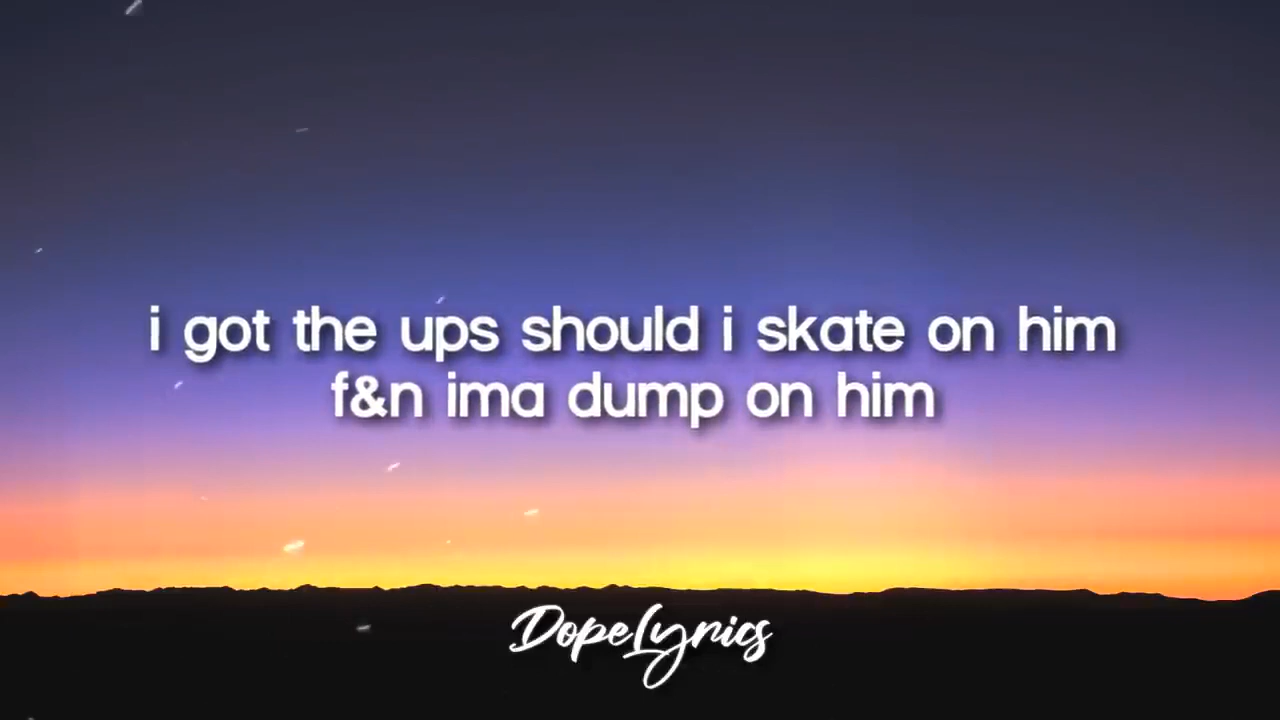 i got the ups should i skate on him
f&n ima dump on him
DopeLyrics